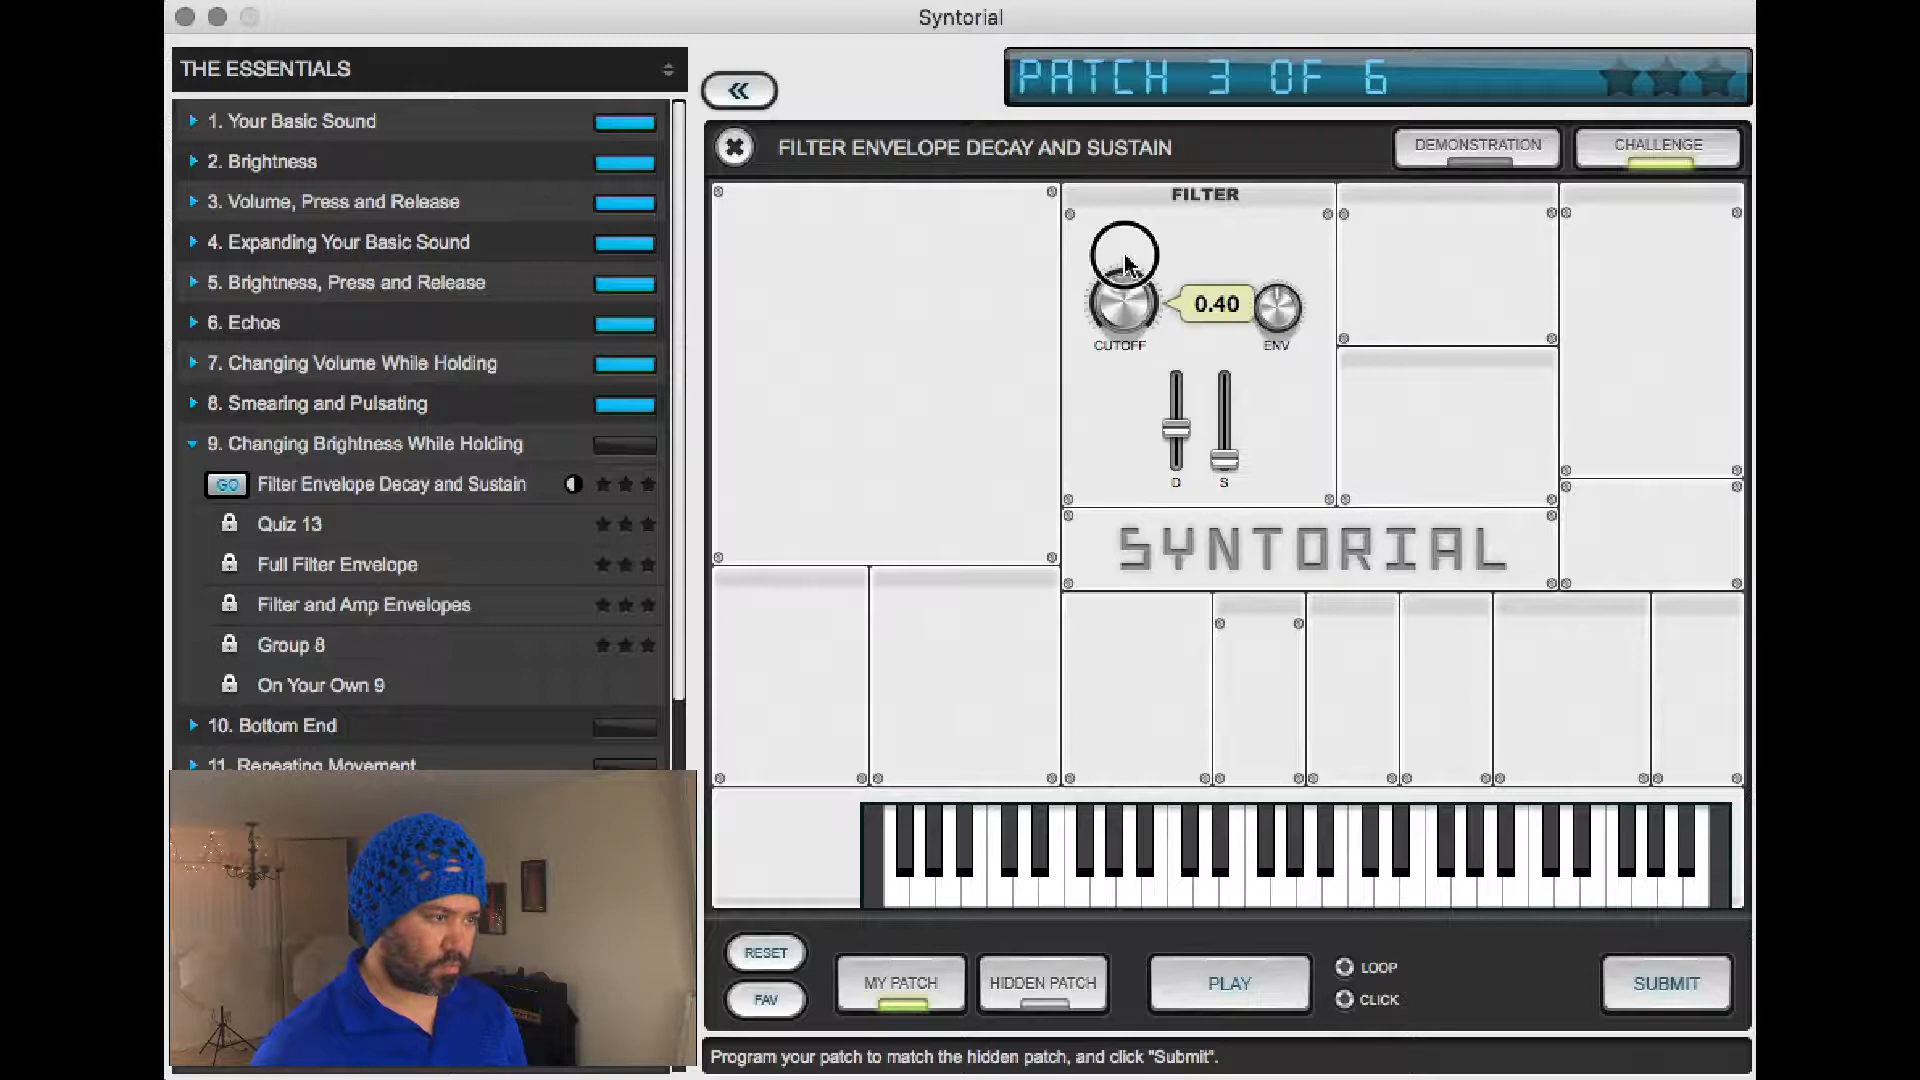 Syntorial
THE ESSENTIALS
1. Your Basic Sound
2. Brightness
3. Volume, Press and Release
4. Expanding Your Basic Sound
5. Brightness, Press and Release
6. Echos
7. Changing Volume While Holding
8. Smearing and Pulsating
9. Changing Brightness While Holding
GO Filter Envelope Decay and Sustain
Quiz 13
Full Filter Envelope
Filter and Amp Envelopes
Group 8
On Your Own 9
10. Bottom End
11. Repeating Movement
«
PATCH 3 OF 6
FILTER ENVELOPE DECAY AND SUSTAIN
DEMONSTRATION
CHALLENGE
FILTER
0.40
CUTOFF
ENV
D
S
SYNTORIAL
RESET
FAV
MY PATCH
HIDDEN PATCH
PLAY
LOOP
CLICK
SUBMIT
Program your patch to match the hidden patch, and click "Submit".